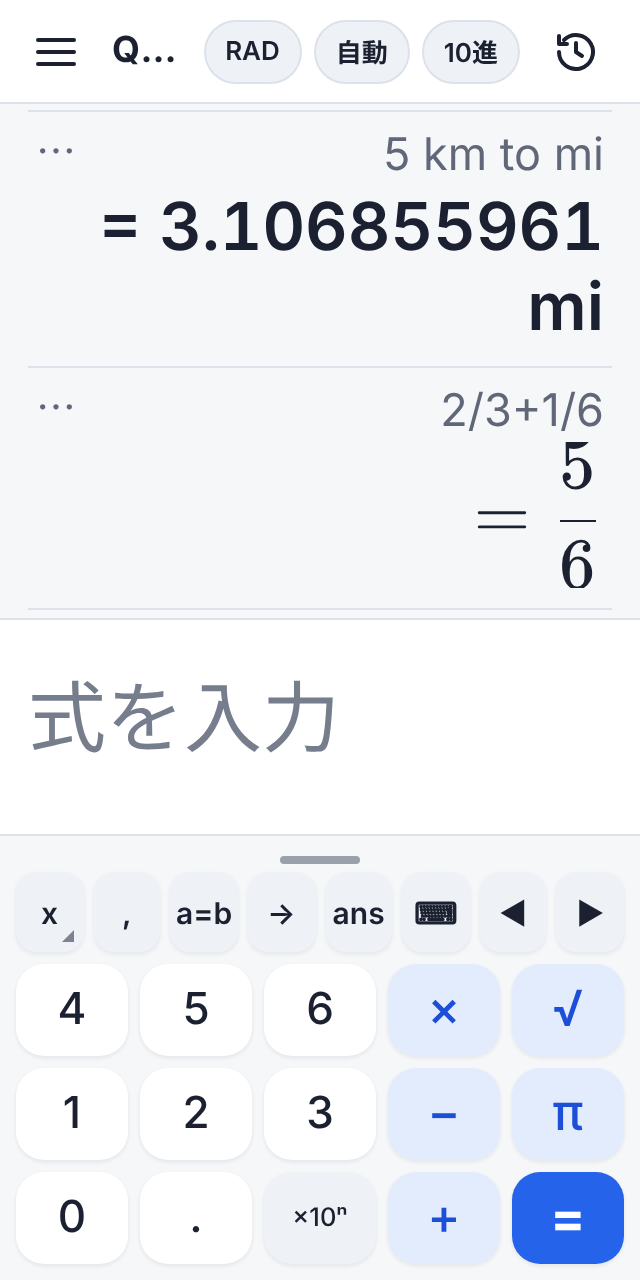 Q...
RAD
自動
10進
...
5 km to mi
= 3.106855961
mi
...
2/3+1/6
= 5/6
式を入力
x , a=b → ans ⌨ ◀ ▶
4 5 6 × √
1 2 3 − π
0 . ×10ⁿ + =